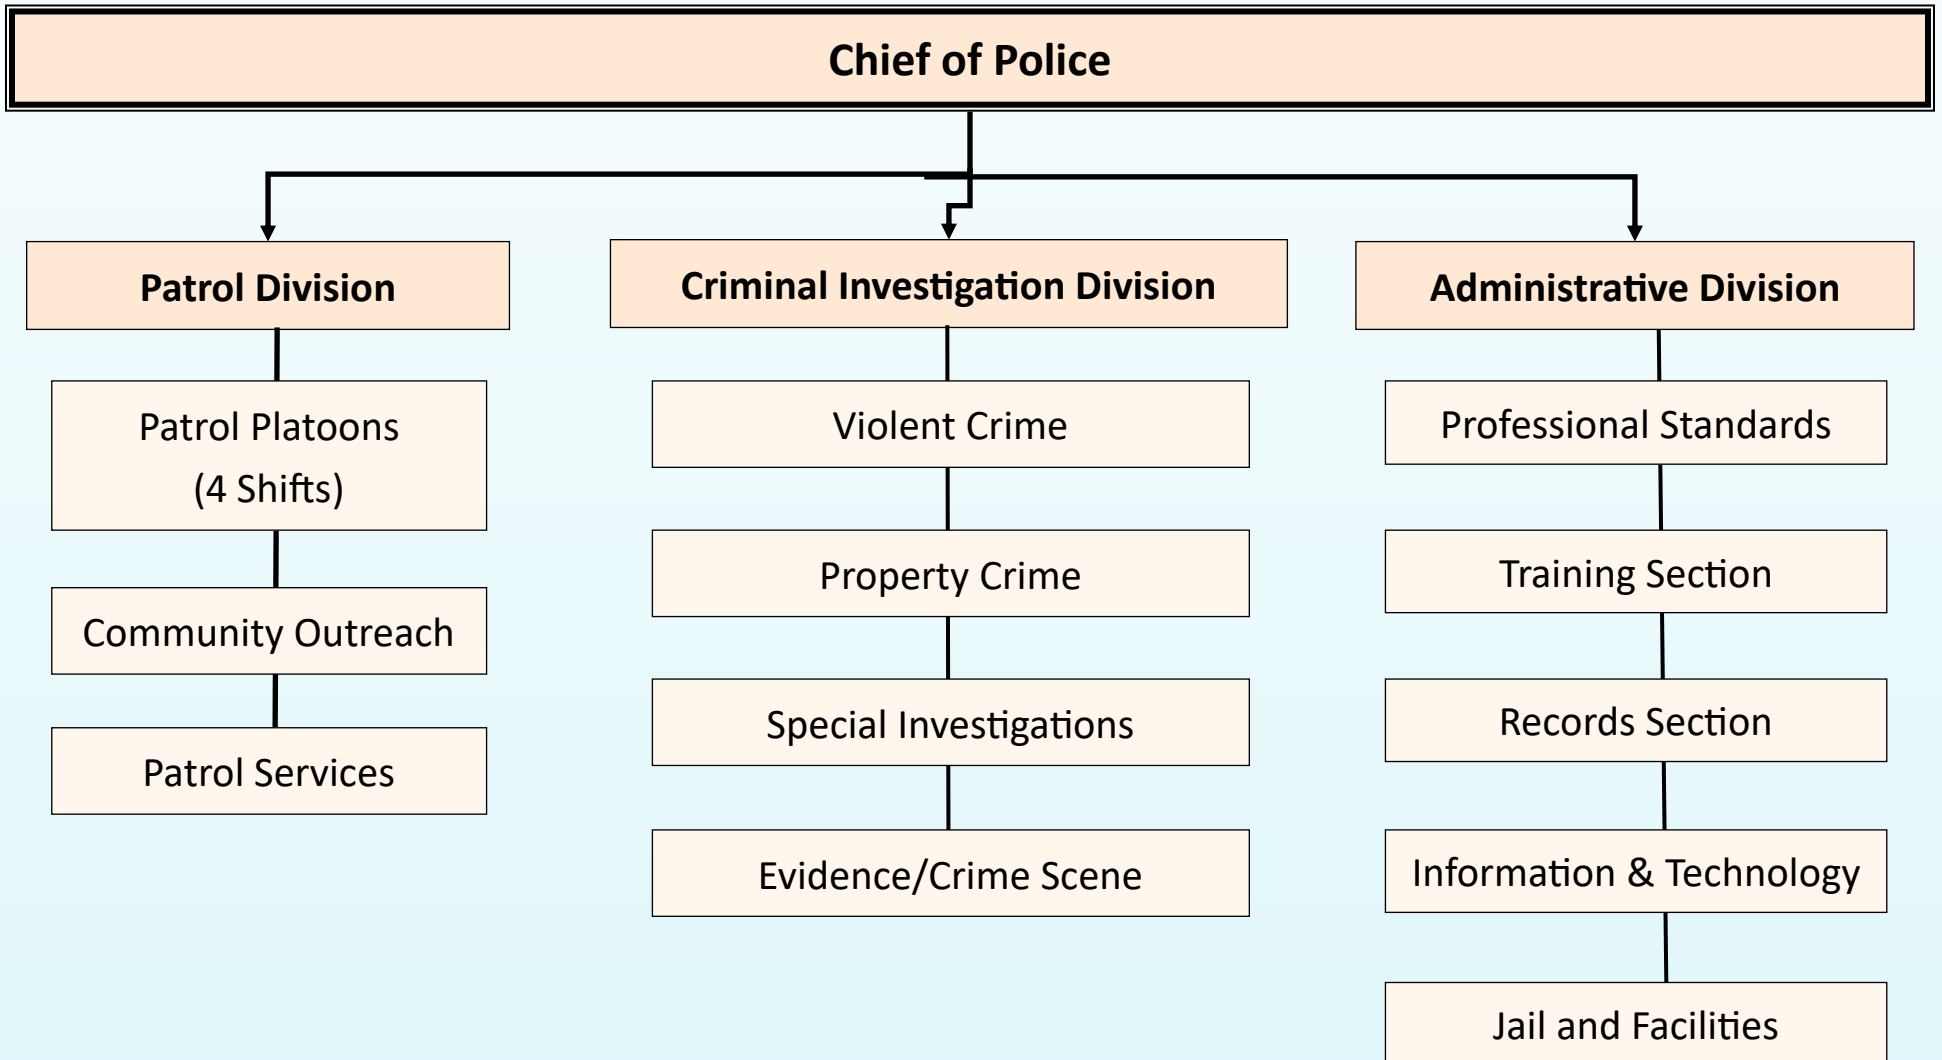 Chief of Police
Patrol Division
Patrol Platoons
(4 Shifts)
Community Outreach
Patrol Services
Criminal Investigation Division
Violent Crime
Property Crime
Special Investigations
Evidence/Crime Scene
Administrative Division
Professional Standards
Training Section
Records Section
Information & Technology
Jail and Facilities